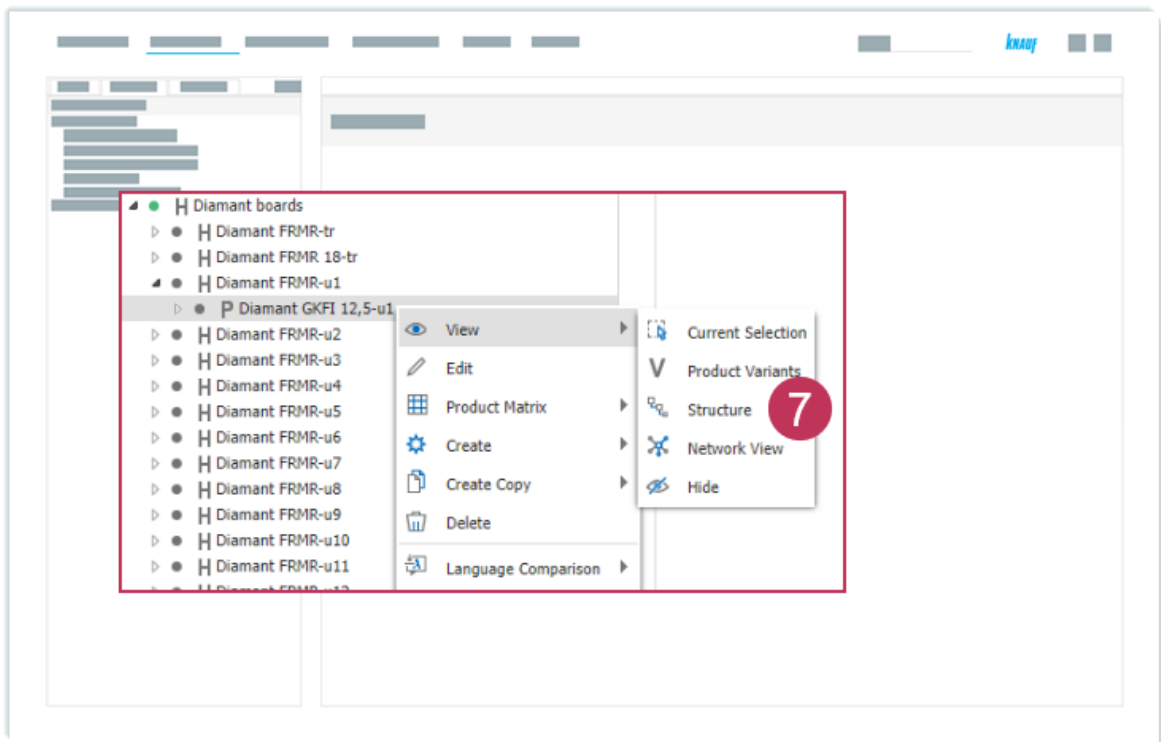 KNAUF
Diamant boards
Diamant FRMR-tr
Diamant FRMR 18-tr
Diamant FRMR-u1
Diamant GKFI 12,5-u1
Diamant FRMR-u2
Diamant FRMR-u3
Diamant FRMR-u4
Diamant FRMR-u5
Diamant FRMR-u6
Diamant FRMR-u7
Diamant FRMR-u8
Diamant FRMR-u9
Diamant FRMR-u10
Diamant FRMR-u11
Diamant FRMR-u12
View
Edit
Product Matrix
Create
Create Copy
Delete
Language Comparison
Current Selection
Product Variants
Structure
Network View
Hide
7